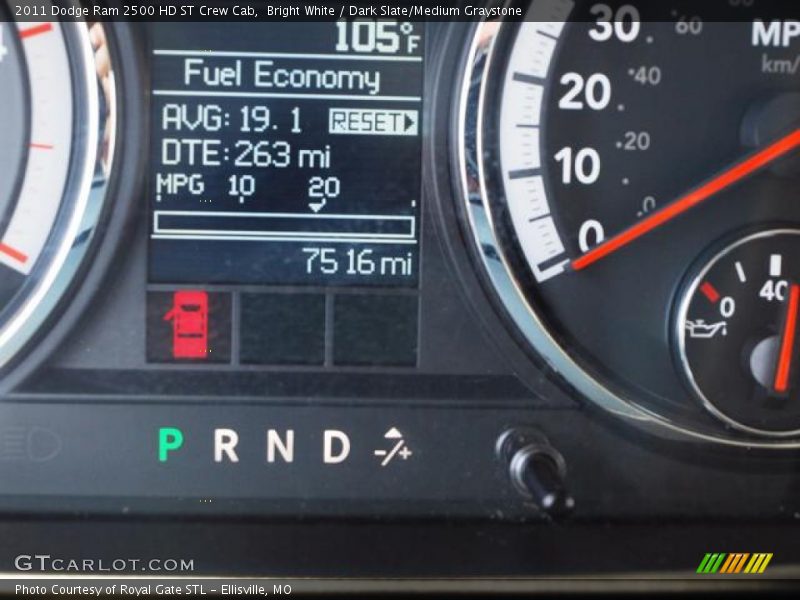 2011 Dodge Ram 2500 HD ST Crew Cab, Bright White / Dark Slate/Medium Graystone
105°F
Fuel Economy
AVG: 19.1 RESET
DTE: 263 mi
MPG 10 20
7516 mi
30 60 MP
km/
20 40
10 20
0 0
0 40
P R N D -/+
GTCARLOT.COM
Photo Courtesy of Royal Gate STL - Ellisville, MO